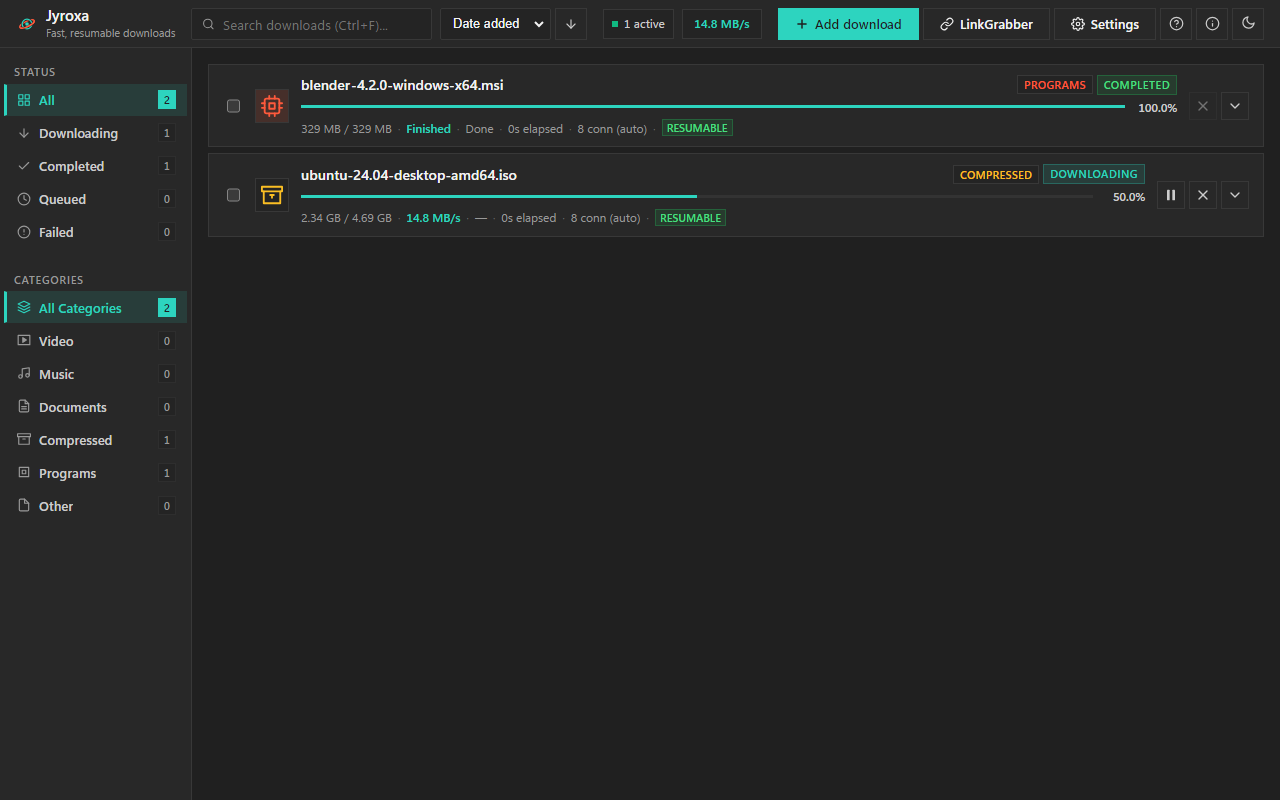 Jyroxa
Fast, resumable downloads
Search downloads (Ctrl+F)...
Date added
1 active
14.8 MB/s
Add download
LinkGrabber
Settings
STATUS
All 2
Downloading 1
Completed 1
Queued 0
Failed 0
CATEGORIES
All Categories 2
Video 0
Music 0
Documents 0
Compressed 1
Programs 1
Other 0
blender-4.2.0-windows-x64.msi PROGRAMS COMPLETED
100.0%
329 MB / 329 MB · Finished · Done · 0s elapsed · 8 conn (auto) · RESUMABLE
ubuntu-24.04-desktop-amd64.iso COMPRESSED DOWNLOADING
50.0%
2.34 GB / 4.69 GB · 14.8 MB/s · — · 0s elapsed · 8 conn (auto) · RESUMABLE